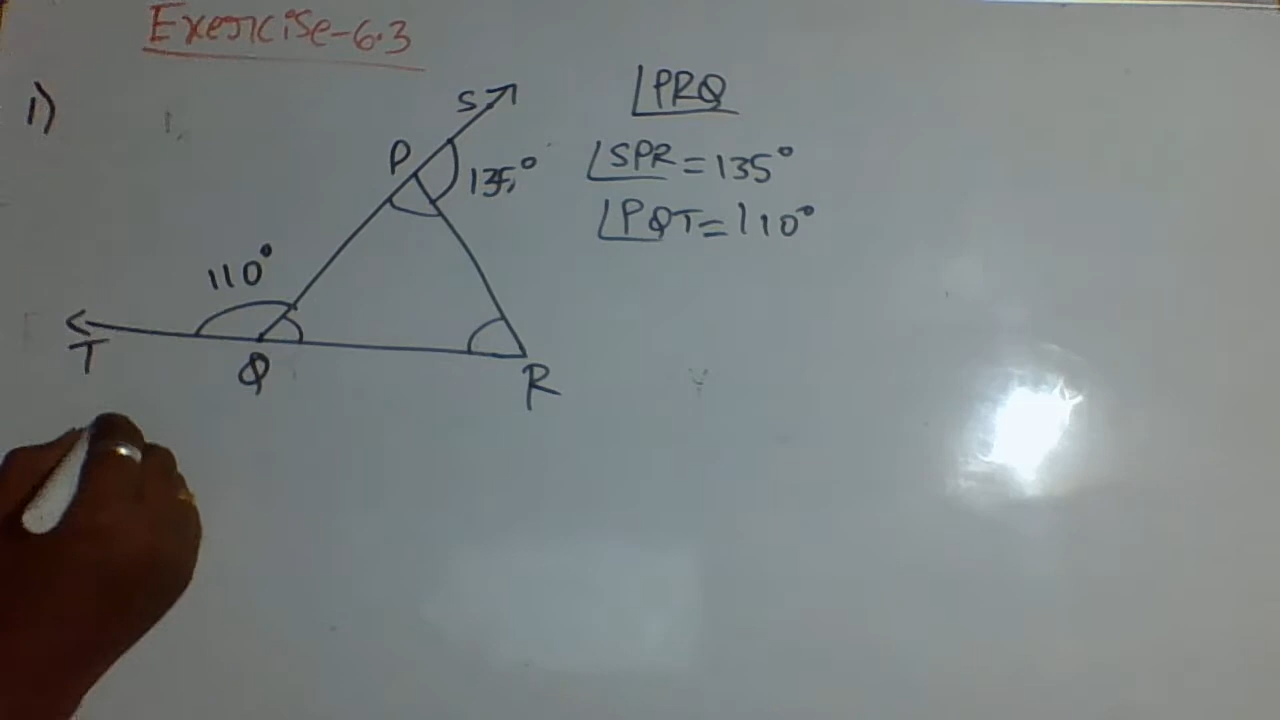 Exercise-6.3
1)
S
∠PRQ
P
135°
∠SPR=135°
∠PQT=110°
110°
T
Q
R